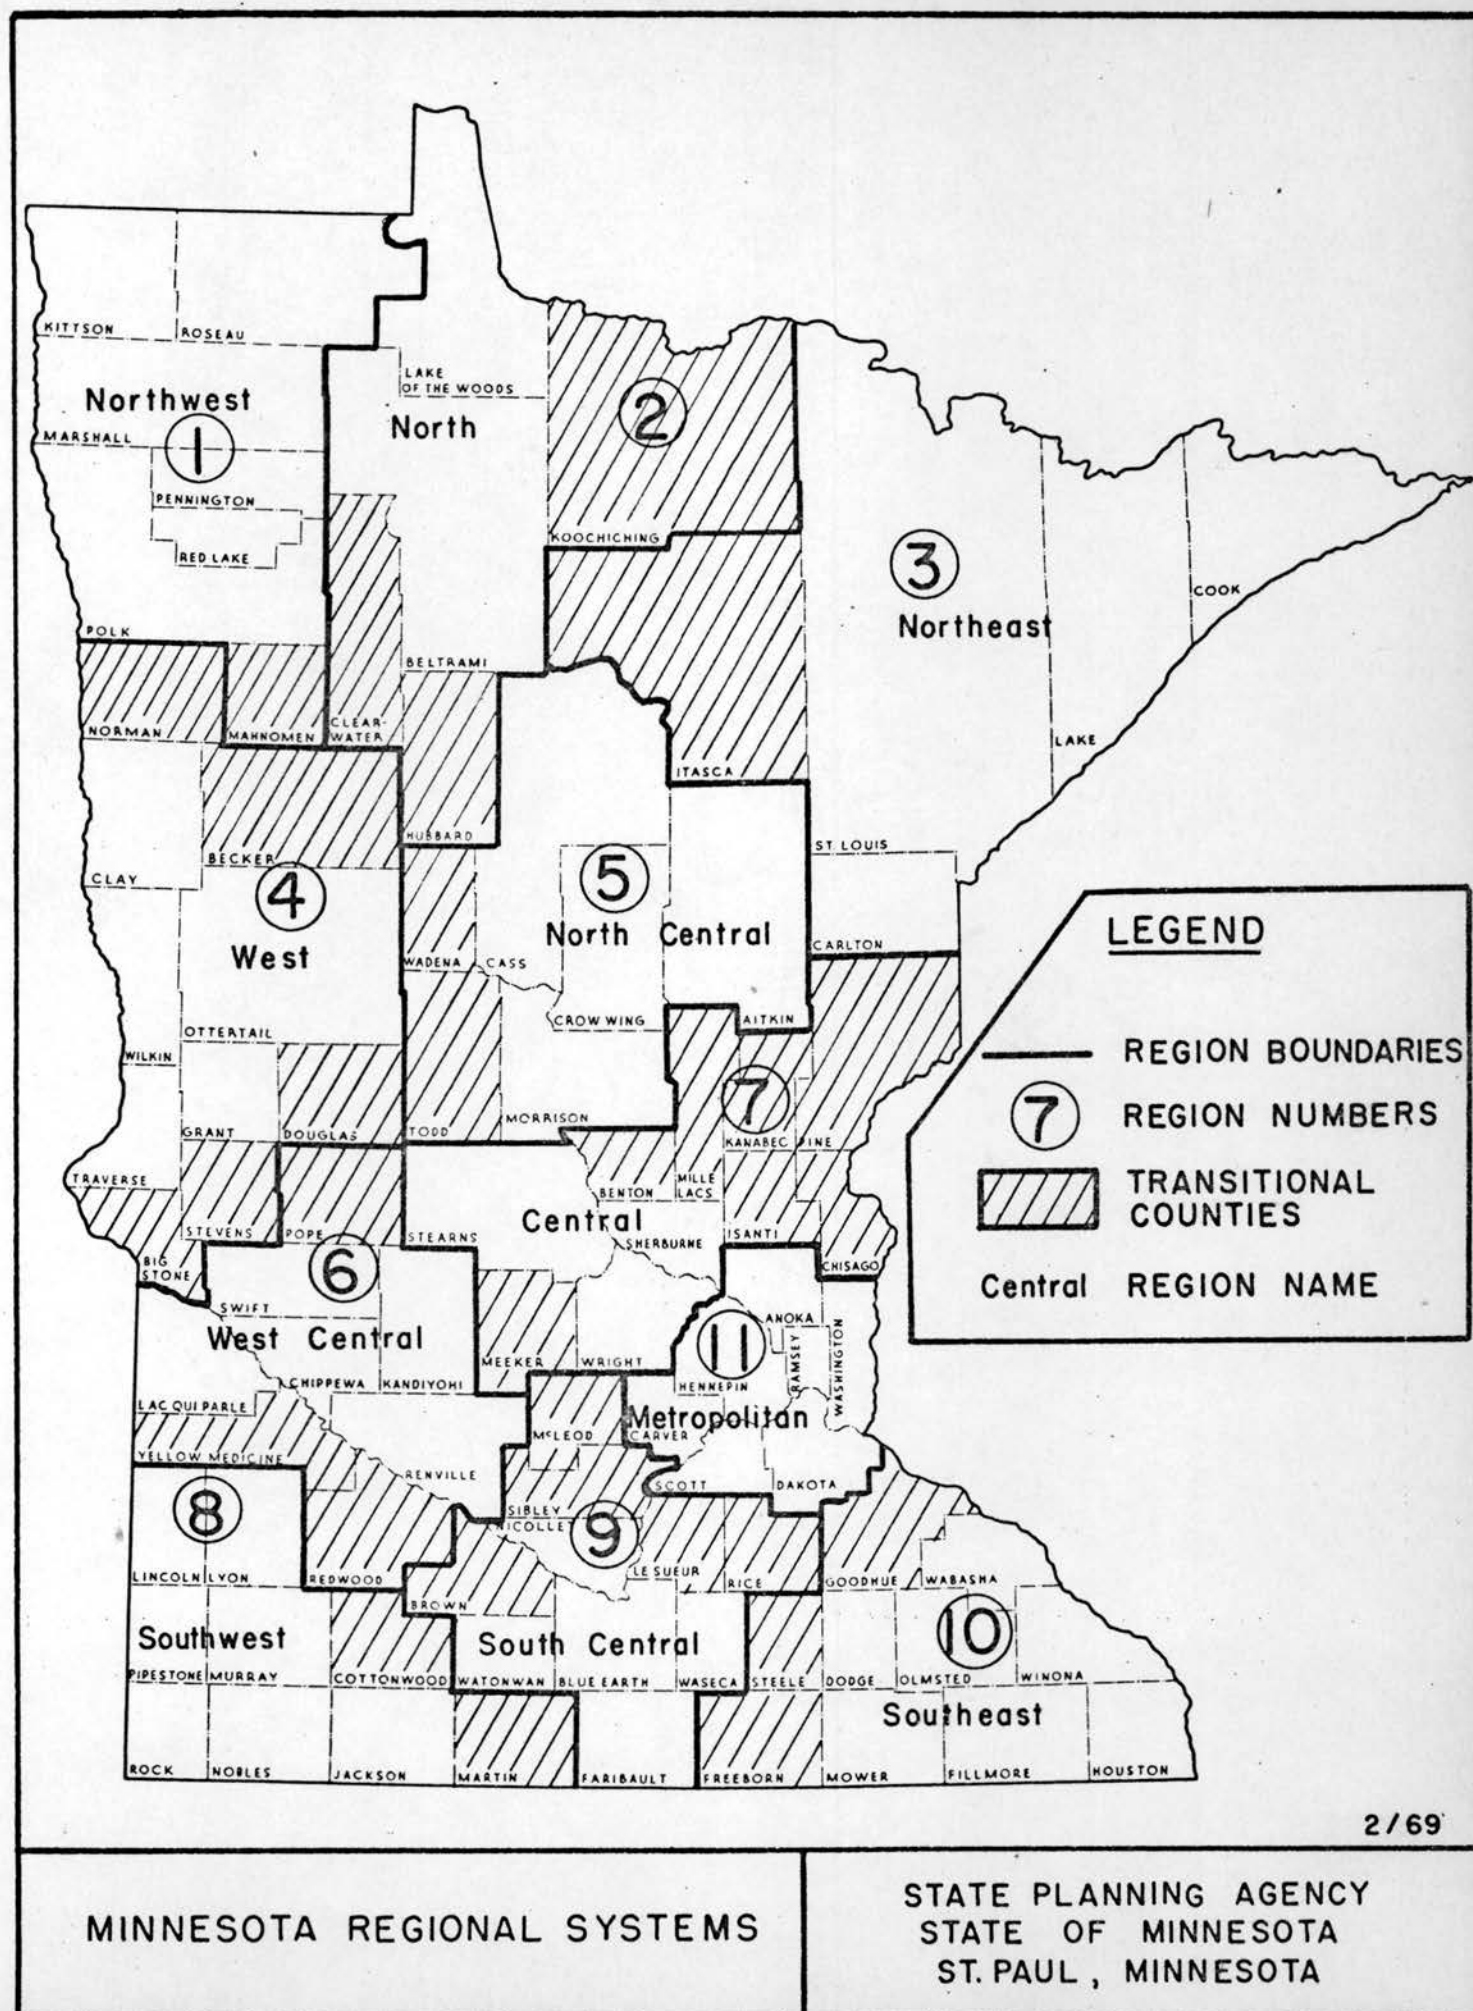 KITTSON
ROSEAU
LAKE
OF THE WOODS
Northwest
North
2
MARSHALL
1
PENNINGTON
RED LAKE
KOOCHICHING
3
COOK
Northeast
POLK
BELTRAMI
NORMAN
MAHNOMEN
CLEAR-
WATER
LAKE
ITASCA
HUBBARD
ST. LOUIS
BECKER
CLAY
4
5
West
North Central
LEGEND
WADENA
CASS
CARLTON
OTTERTAIL
CROW WING
AITKIN
WILKIN
REGION BOUNDARIES
7
7
REGION NUMBERS
GRANT
DOUGLAS
TODD
MORRISON
KANABEC
PINE
TRAVERSE
BENTON
MILLE
LACS
TRANSITIONAL
COUNTIES
STEVENS
POPE
STEARNS
Central
SHERBURNE
ISANTI
BIG
STONE
6
CHISAGO
Central REGION NAME
SWIFT
West Central
11
ANOKA
RAMSEY
WASHINGTON
MEEKER
WRIGHT
CHIPPEWA
KANDIYOHI
HENNEPIN
LAC QUI PARLE
Metropolitan
McLEOD
CARVER
YELLOW MEDICINE
RENVILLE
SCOTT
DAKOTA
8
SIBLEY
NICOLLET
9
LINCOLN
LYON
REDWOOD
LE SUEUR
RICE
GOODHUE
WABASHA
BROWN
10
Southwest
South Central
PIPESTONE
MURRAY
COTTONWOOD
WATONWAN
BLUE EARTH
WASECA
STEELE
DODGE
OLMSTED
WINONA
Southeast
ROCK
NOBLES
JACKSON
MARTIN
FARIBAULT
FREEBORN
MOWER
FILLMORE
HOUSTON
2/69
MINNESOTA REGIONAL SYSTEMS
STATE PLANNING AGENCY
STATE OF MINNESOTA
ST. PAUL, MINNESOTA